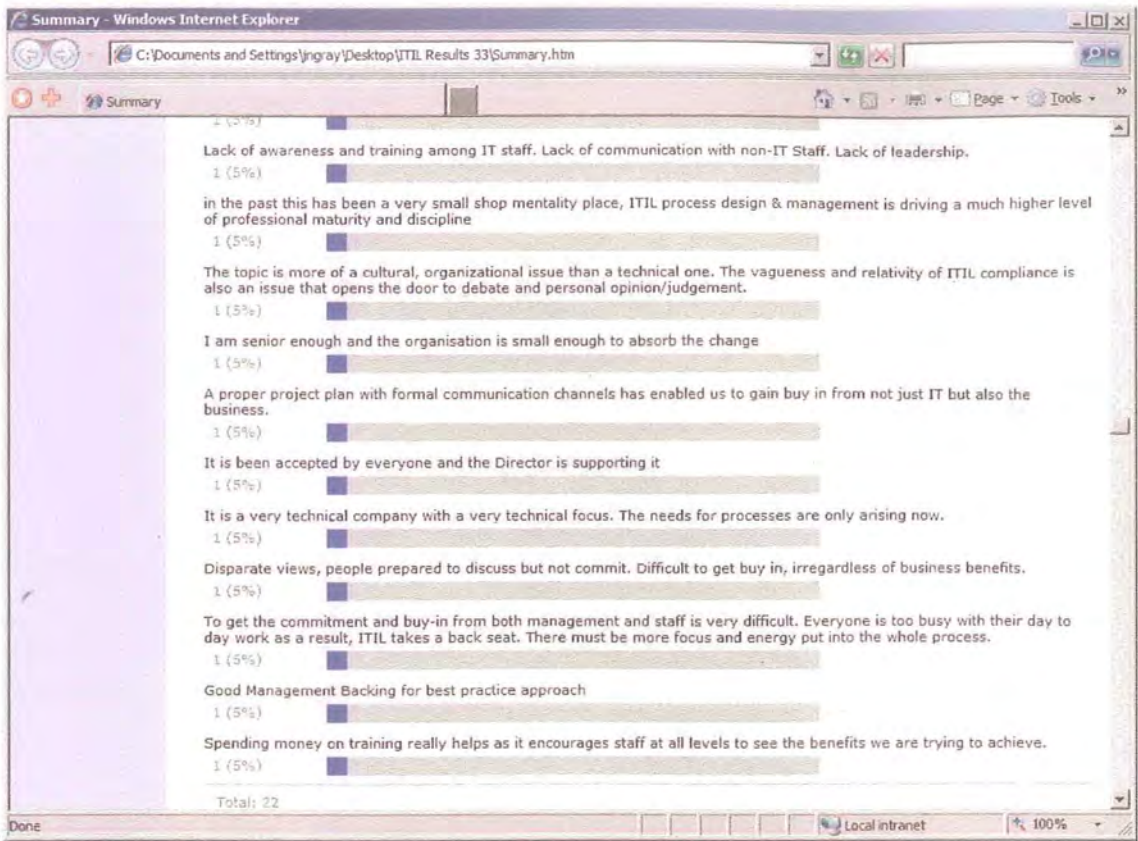 Summary - Windows Internet Explorer
C:\Documents and Settings\jngray\Desktop\ITIL Results 33\Summary.htm
Summary
Page
Tools
1 (5%)
Lack of awareness and training among IT staff. Lack of communication with non-IT Staff. Lack of leadership.
1 (5%)
in the past this has been a very small shop mentality place, ITIL process design & management is driving a much higher level
of professional maturity and discipline
1 (5%)
The topic is more of a cultural, organizational issue than a technical one. The vagueness and relativity of ITIL compliance is
also an issue that opens the door to debate and personal opinion/judgement.
1 (5%)
I am senior enough and the organisation is small enough to absorb the change
1 (5%)
A proper project plan with formal communication channels has enabled us to gain buy in from not just IT but also the
business.
1 (5%)
It is been accepted by everyone and the Director is supporting it
1 (5%)
It is a very technical company with a very technical focus. The needs for processes are only arising now.
1 (5%)
Disparate views, people prepared to discuss but not commit. Difficult to get buy in, irregardless of business benefits.
1 (5%)
To get the commitment and buy-in from both management and staff is very difficult. Everyone is too busy with their day to
day work as a result, ITIL takes a back seat. There must be more focus and energy put into the whole process.
1 (5%)
Good Management Backing for best practice approach
1 (5%)
Spending money on training really helps as it encourages staff at all levels to see the benefits we are trying to achieve.
1 (5%)
Total: 22
Done
Local intranet
100%